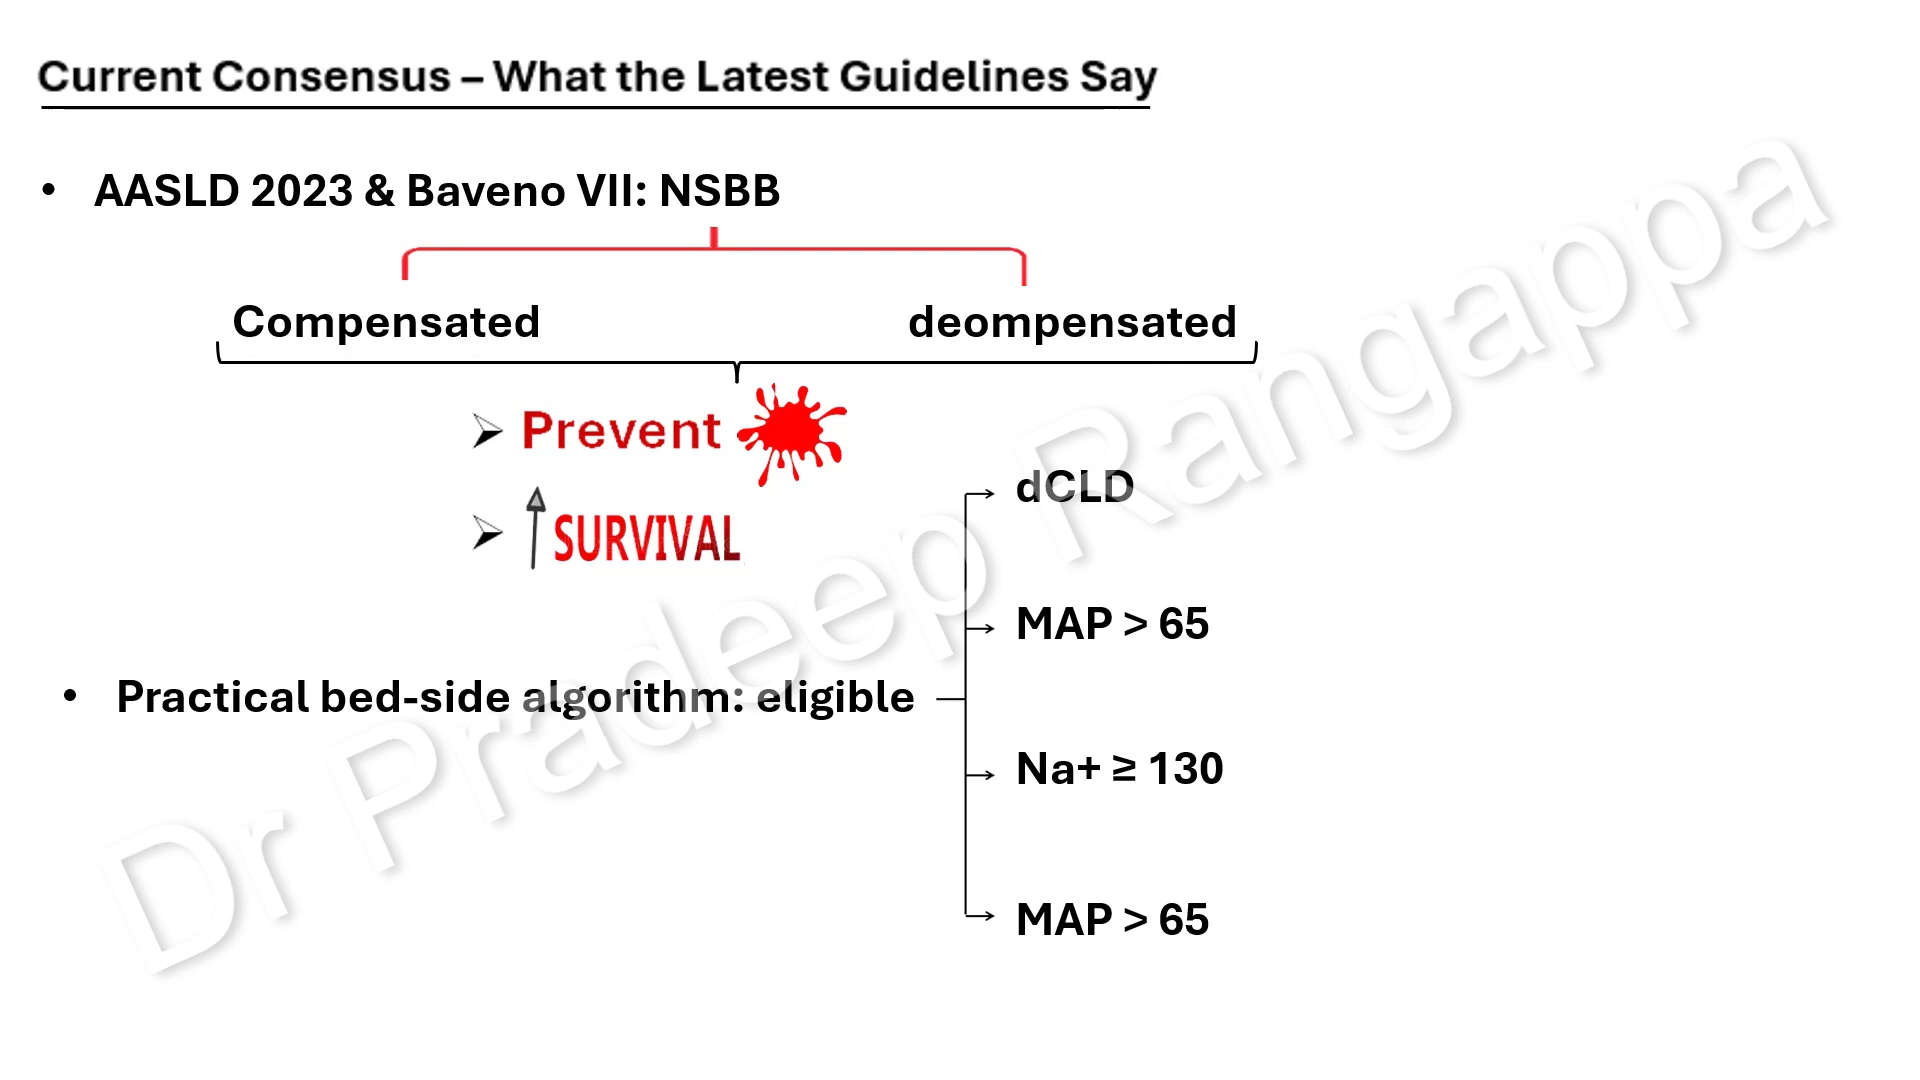 Current Consensus – What the Latest Guidelines Say
• AASLD 2023 & Baveno VII: NSBB
Compensated
deompensated
➢ Prevent
➢ SURVIVAL
• Practical bed-side algorithm: eligible
dCLD
MAP > 65
Na+ ≥ 130
MAP > 65
Dr Pradeep Rangappa